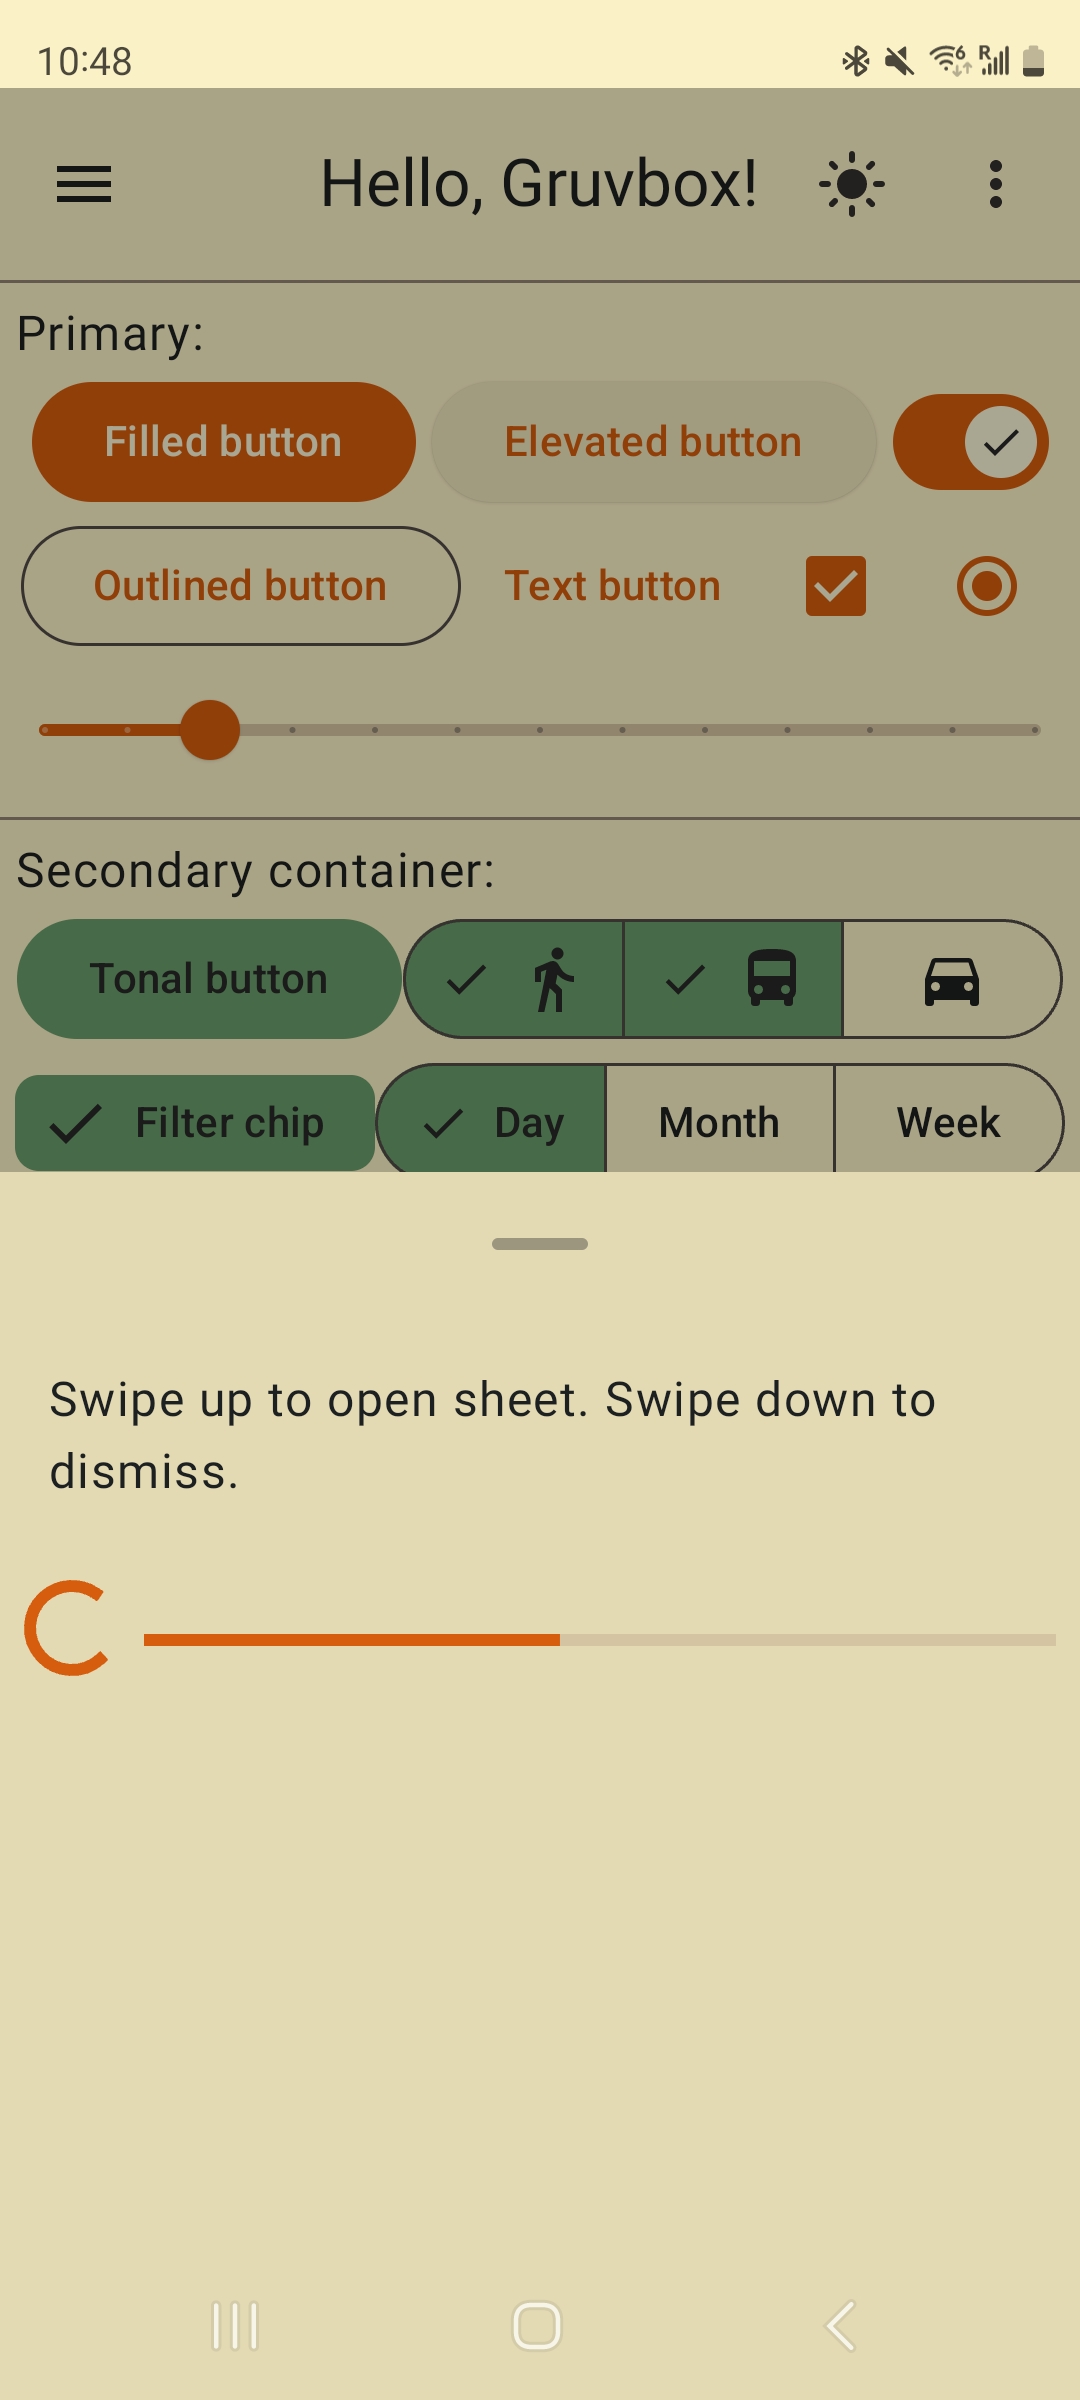 10:48
6 R
Hello, Gruvbox!
Primary:
Filled button Elevated button
Outlined button Text button
Secondary container:
Tonal button
Filter chip Day Month Week
Swipe up to open sheet. Swipe down to
dismiss.